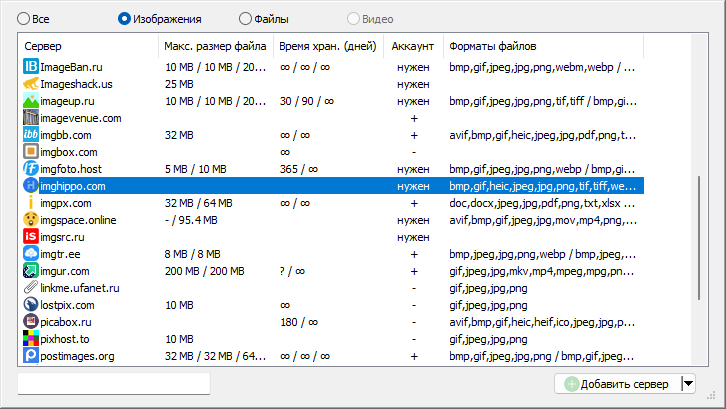 Все Изображения Файлы Видео
Сервер Макс. размер файла Время хран. (дней) Аккаунт Форматы файлов
ImageBan.ru 10 MB / 10 MB / 20... ∞ / ∞ / ∞ нужен bmp,gif,jpeg,jpg,png,webm,webp / ...
Imageshack.us 25 MB нужен
imageup.ru 10 MB / 10 MB / 20... 30 / 90 / ∞ нужен bmp,gif,jpeg,jpg,png,tif,tiff / bmp,gi...
imagevenue.com +
imgbb.com 32 MB ∞ / ∞ + avif,bmp,gif,heic,jpeg,jpg,pdf,png,t...
imgbox.com ∞ -
imgfoto.host 5 MB / 10 MB 365 / ∞ нужен bmp,gif,jpeg,jpg,png,webp / bmp,gi...
imghippo.com нужен bmp,gif,heic,jpeg,jpg,png,tif,tiff,we...
imgpx.com 32 MB / 64 MB ∞ / ∞ + doc,docx,jpeg,jpg,pdf,png,txt,xlsx ...
imgspace.online - / 95.4 MB нужен avif,bmp,gif,jpeg,jpg,mov,mp4,png,...
imgsrc.ru нужен
imgtr.ee 8 MB / 8 MB + bmp,jpeg,jpg,png,webp / bmp,jpeg,j...
imgur.com 200 MB / 200 MB ? / ∞ + gif,jpeg,jpg,mkv,mp4,mpeg,mpg,pn...
linkme.ufanet.ru - gif,jpeg,jpg,png
lostpix.com 10 MB ∞ - gif,jpeg,jpg,png
picabox.ru 180 / ∞ - avif,bmp,gif,heic,heif,ico,jpeg,jpg,p...
pixhost.to 10 MB - gif,jpeg,jpg,png
postimages.org 32 MB / 32 MB / 64... ∞ / ∞ / ∞ + bmp,gif,jpeg,jpg,png / bmp,gif,jpeg...
Добавить сервер